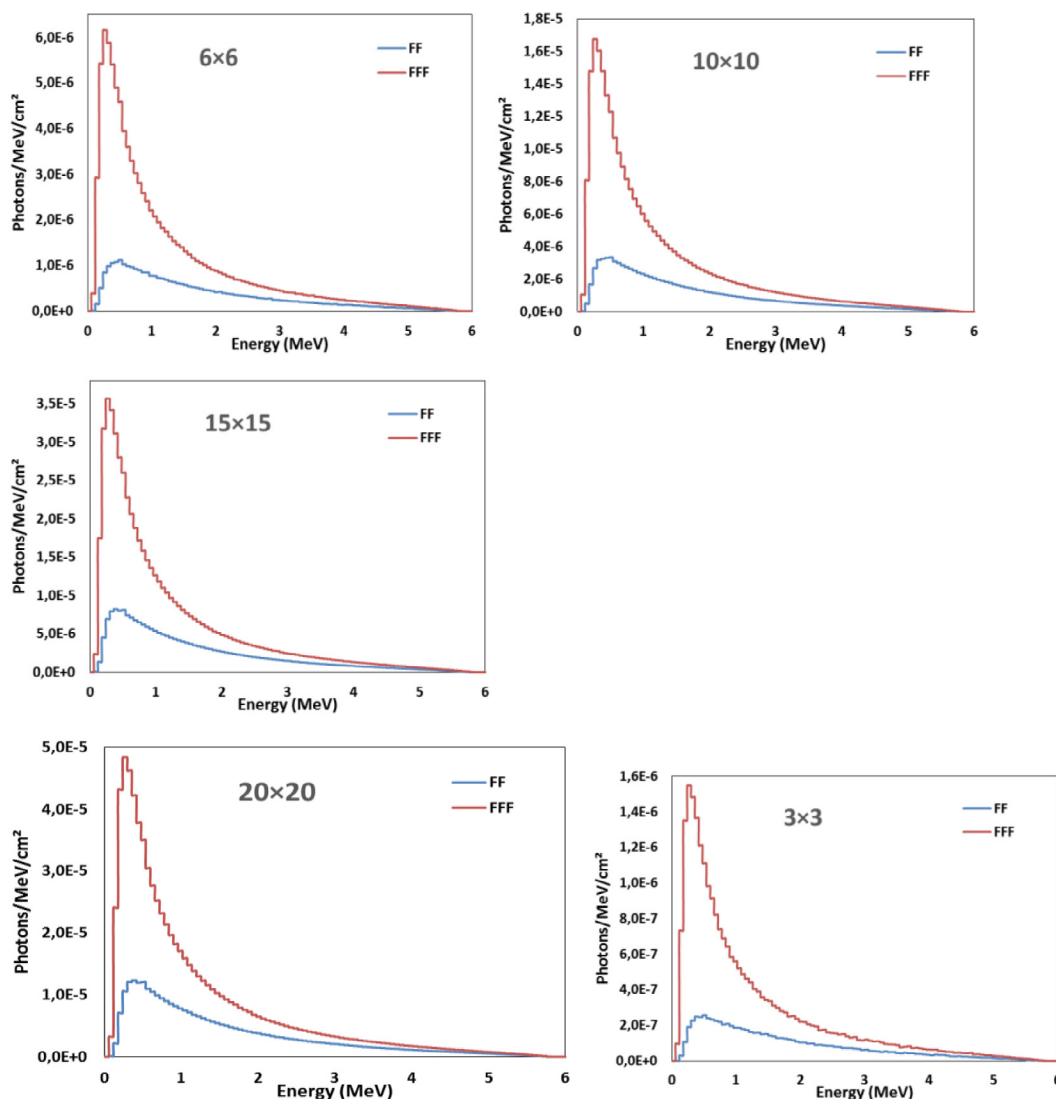 6×6
FF
FFF
Photons/MeV/cm²
6,0E-6
5,0E-6
4,0E-6
3,0E-6
2,0E-6
1,0E-6
0,0E+0
0 1 2 3 4 5 6
Energy (MeV)
10×10
FF
FFF
Photons/MeV/cm²
1,8E-5
1,6E-5
1,4E-5
1,2E-5
1,0E-5
8,0E-6
6,0E-6
4,0E-6
2,0E-6
0,0E+0
0 1 2 3 4 5 6
Energy (MeV)
15×15
FF
FFF
Photons/MeV/cm²
3,5E-5
3,0E-5
2,5E-5
2,0E-5
1,5E-5
1,0E-5
5,0E-6
0,0E+0
0 1 2 3 4 5 6
Energy (MeV)
20×20
FF
FFF
Photons/MeV/cm²
5,0E-5
4,0E-5
3,0E-5
2,0E-5
1,0E-5
0,0E+0
0 1 2 3 4 5 6
Energy (MeV)
3×3
FF
FFF
Photons/MeV/cm²
1,6E-6
1,4E-6
1,2E-6
1,0E-6
8,0E-7
6,0E-7
4,0E-7
2,0E-7
0,0E+0
0 1 2 3 4 5 6
Energy (MeV)